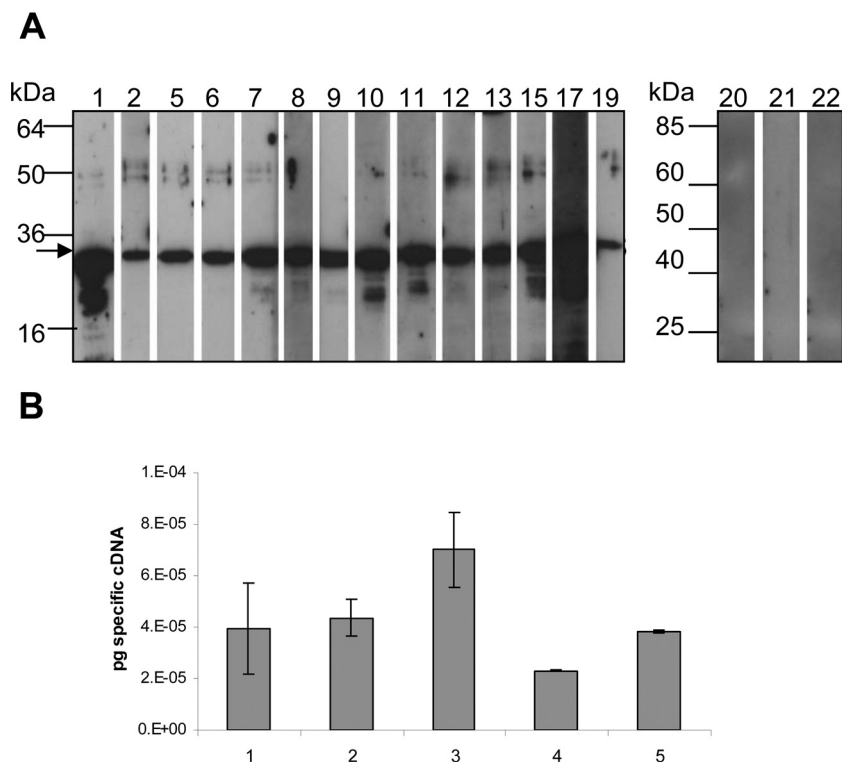 A
kDa 1 2 5 6 7 8 9 10 11 12 13 15 17 19 kDa 20 21 22
64 85
50 60
36 50
40
16 25
B
1.E-04
8.E-05
6.E-05
4.E-05
2.E-05
0.E+00
pg specific cDNA
1 2 3 4 5